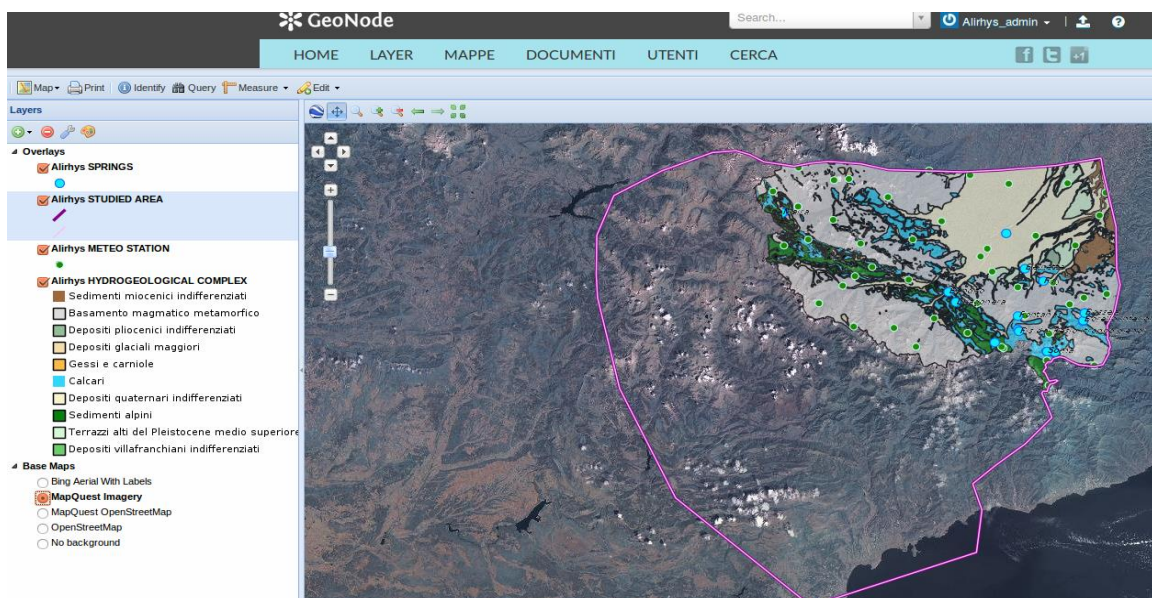 GeoNode
Search...
Alirhys_admin
HOME LAYER MAPPE DOCUMENTI UTENTI CERCA
+1
Map Print Identify Query Measure Edit
Layers
Overlays
Alirhys SPRINGS
Alirhys STUDIED AREA
Alirhys METEO STATION
Alirhys HYDROGEOLOGICAL COMPLEX
Sedimenti miocenici indifferenziati
Basamento magmatico metamorfico
Depositi pliocenici indifferenziati
Depositi glaciali maggiori
Gessi e carniole
Calcari
Depositi quaternari indifferenziati
Sedimenti alpini
Terrazzi alti del Pleistocene medio superiore
Depositi villafranchiani indifferenziati
Base Maps
Bing Aerial With Labels
MapQuest Imagery
MapQuest OpenStreetMap
OpenStreetMap
No background